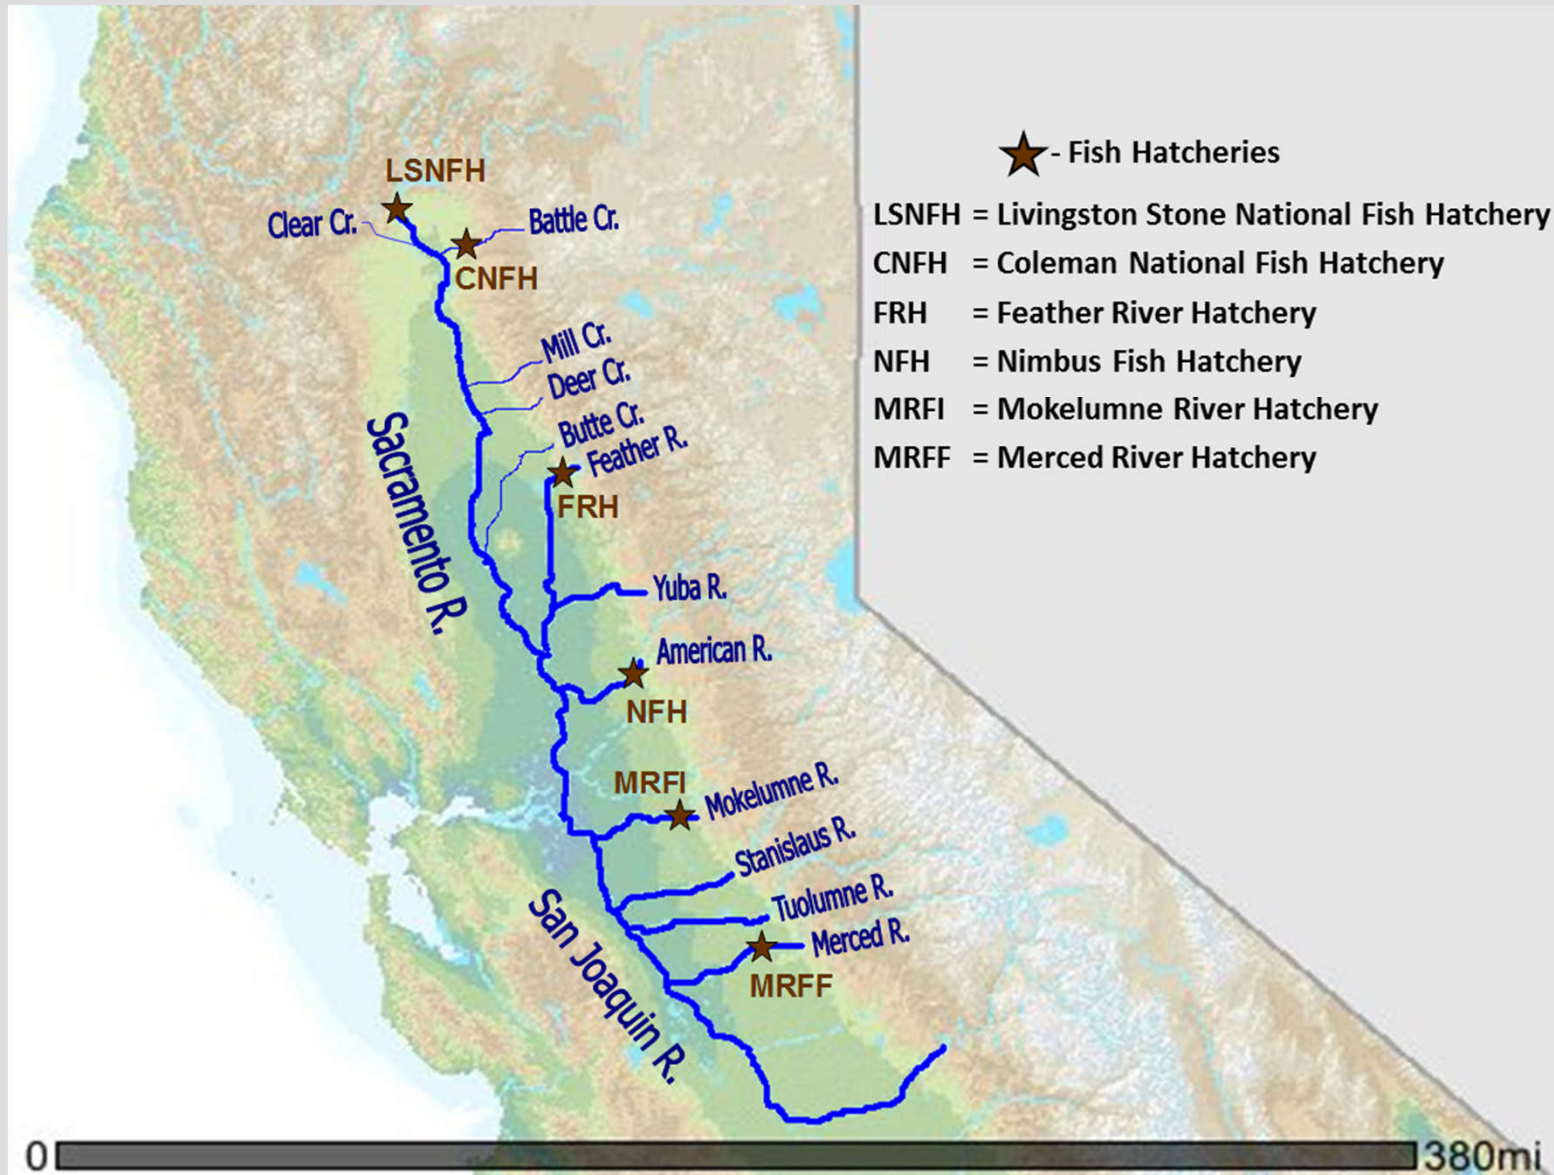 - Fish Hatcheries
LSNFH = Livingston Stone National Fish Hatchery
CNFH = Coleman National Fish Hatchery
FRH = Feather River Hatchery
NFH = Nimbus Fish Hatchery
MRFI = Mokelumne River Hatchery
MRFF = Merced River Hatchery
LSNFH
Clear Cr.
Battle Cr.
CNFH
Mill Cr.
Deer Cr.
Butte Cr.
Feather R.
FRH
Sacramento R.
Yuba R.
American R.
NFH
MRFI
Mokelumne R.
Stanislaus R.
Tuolumne R.
Merced R.
MRFF
San Joaquin R.
0
380mi